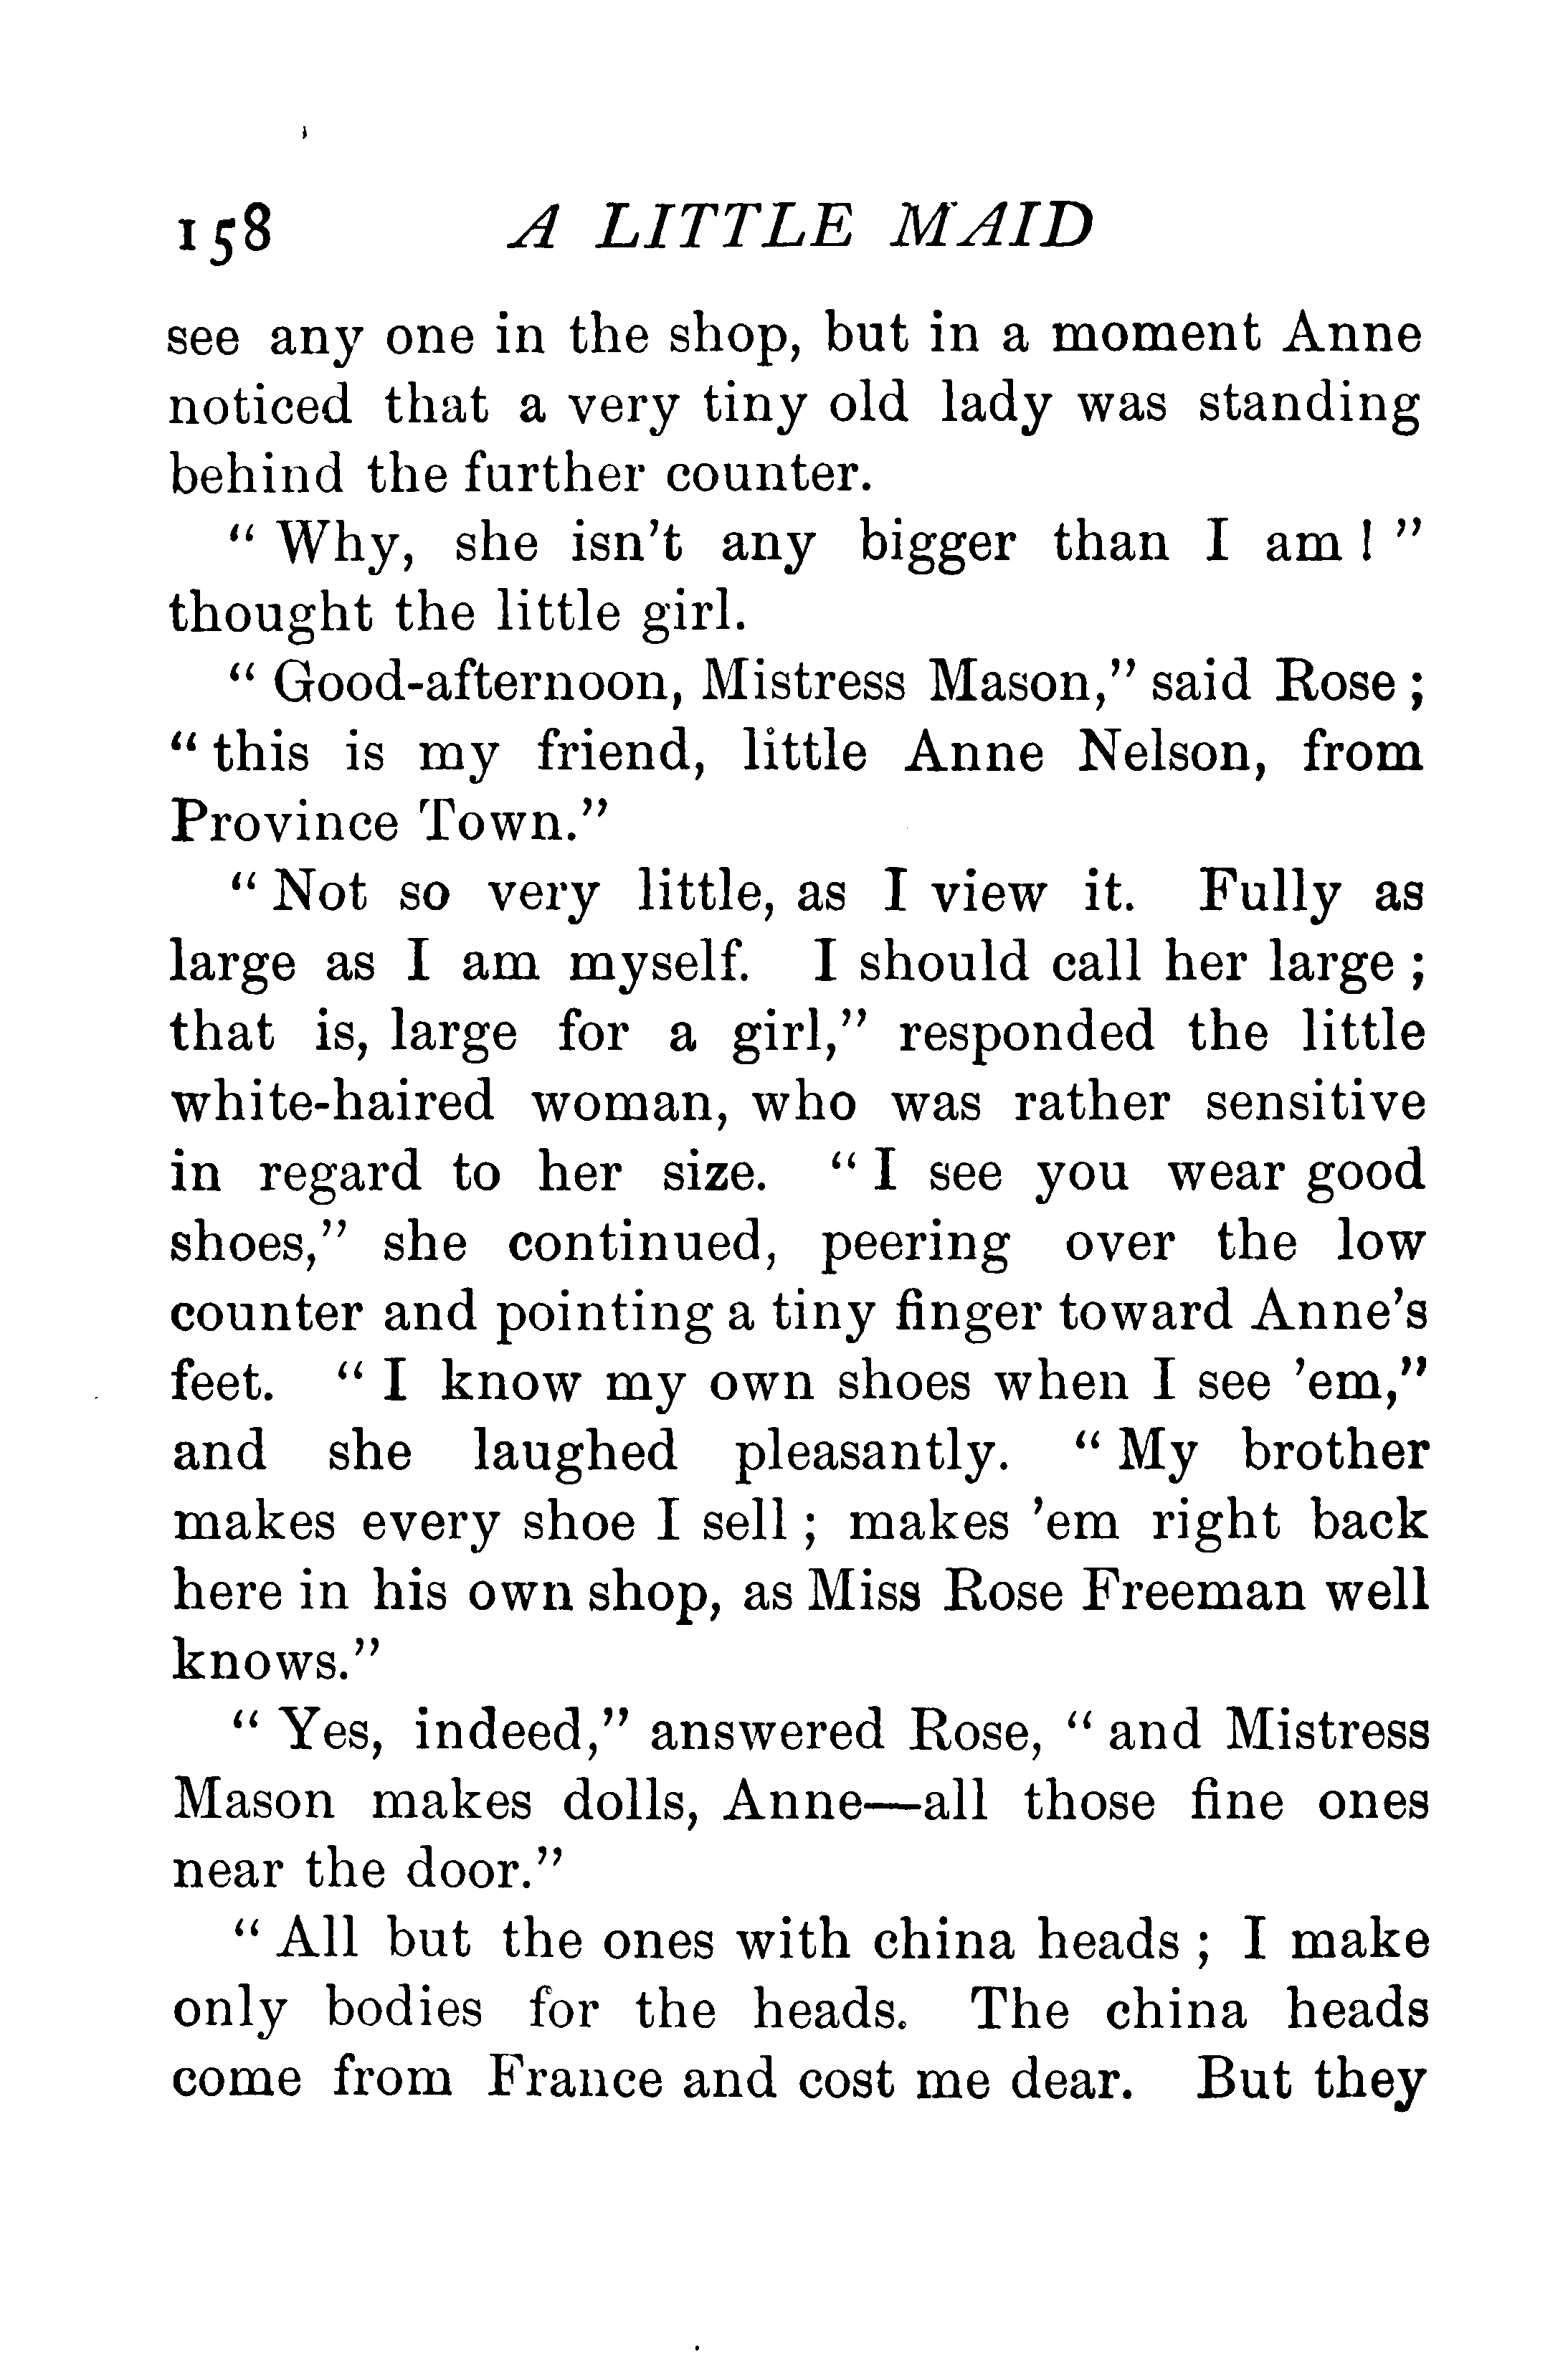 158 A LITTLE MAID
see any one in the shop, but in a moment Anne
noticed that a very tiny old lady was standing
behind the further counter.
“ Why, she isn’t any bigger than I am ! ”
thought the little girl.
“ Good-afternoon, Mistress Mason,” said Rose ;
“ this is my friend, little Anne Nelson, from
Province Town.”
“ Not so very little, as I view it. Fully as
large as I am myself. I should call her large ;
that is, large for a girl,” responded the little
white-haired woman, who was rather sensitive
in regard to her size. “ I see you wear good
shoes,” she continued, peering over the low
counter and pointing a tiny finger toward Anne’s
feet. “ I know my own shoes when I see ’em,”
and she laughed pleasantly. “ My brother
makes every shoe I sell ; makes ’em right back
here in his own shop, as Miss Rose Freeman well
knows.”
“ Yes, indeed,” answered Rose, “ and Mistress
Mason makes dolls, Anne—all those fine ones
near the door.”
“ All but the ones with china heads ; I make
only bodies for the heads. The china heads
come from France and cost me dear. But they